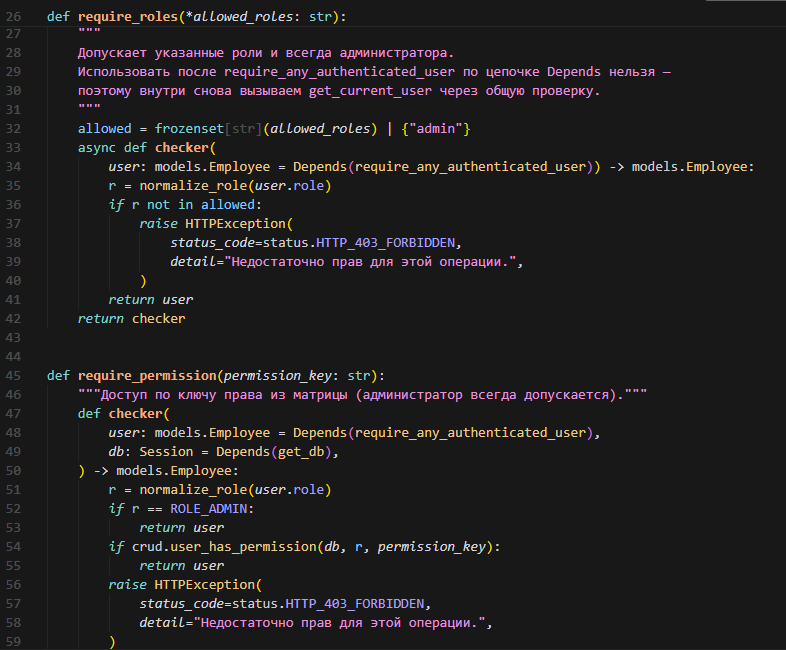 26 def require_roles(*allowed_roles: str):
27     """
28     Допускает указанные роли и всегда администратора.
29     Использовать после require_any_authenticated_user по цепочке Depends нельзя —
30     поэтому внутри снова вызываем get_current_user через общую проверку.
31     """
32     allowed = frozenset[str](allowed_roles) | {"admin"}
33     async def checker(
34         user: models.Employee = Depends(require_any_authenticated_user)) -> models.Employee:
35         r = normalize_role(user.role)
36         if r not in allowed:
37             raise HTTPException(
38                 status_code=status.HTTP_403_FORBIDDEN,
39                 detail="Недостаточно прав для этой операции.",
40             )
41         return user
42     return checker
43
44
45 def require_permission(permission_key: str):
46     """Доступ по ключу права из матрицы (администратор всегда допускается)."""
47     def checker(
48         user: models.Employee = Depends(require_any_authenticated_user),
49         db: Session = Depends(get_db),
50     ) -> models.Employee:
51         r = normalize_role(user.role)
52         if r == ROLE_ADMIN:
53             return user
54         if crud.user_has_permission(db, r, permission_key):
55             return user
56         raise HTTPException(
57             status_code=status.HTTP_403_FORBIDDEN,
58             detail="Недостаточно прав для этой операции.",
59         )